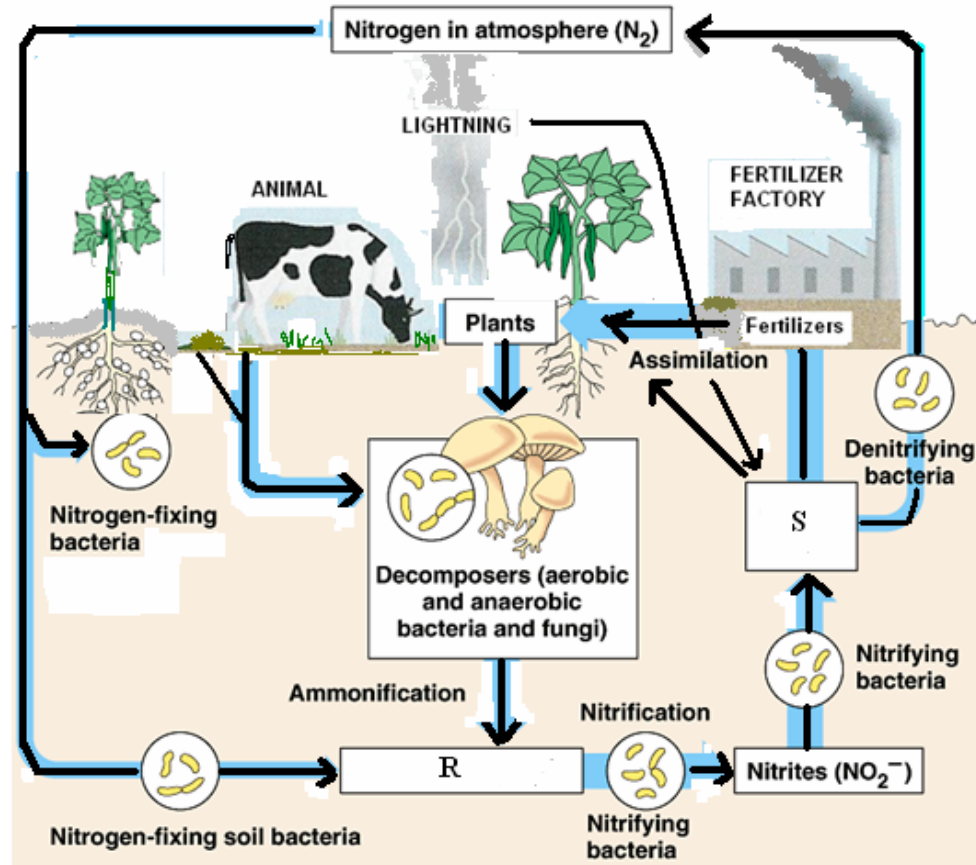 Nitrogen in atmosphere (N₂)
LIGHTNING
ANIMAL
FERTILIZER
FACTORY
Plants
Fertilizers
Assimilation
Denitrifying
bacteria
Nitrogen-fixing
bacteria
S
Decomposers (aerobic
and anaerobic
bacteria and fungi)
Nitrifying
bacteria
Ammonification
Nitrification
R
Nitrites (NO₂⁻)
Nitrogen-fixing soil bacteria
Nitrifying
bacteria